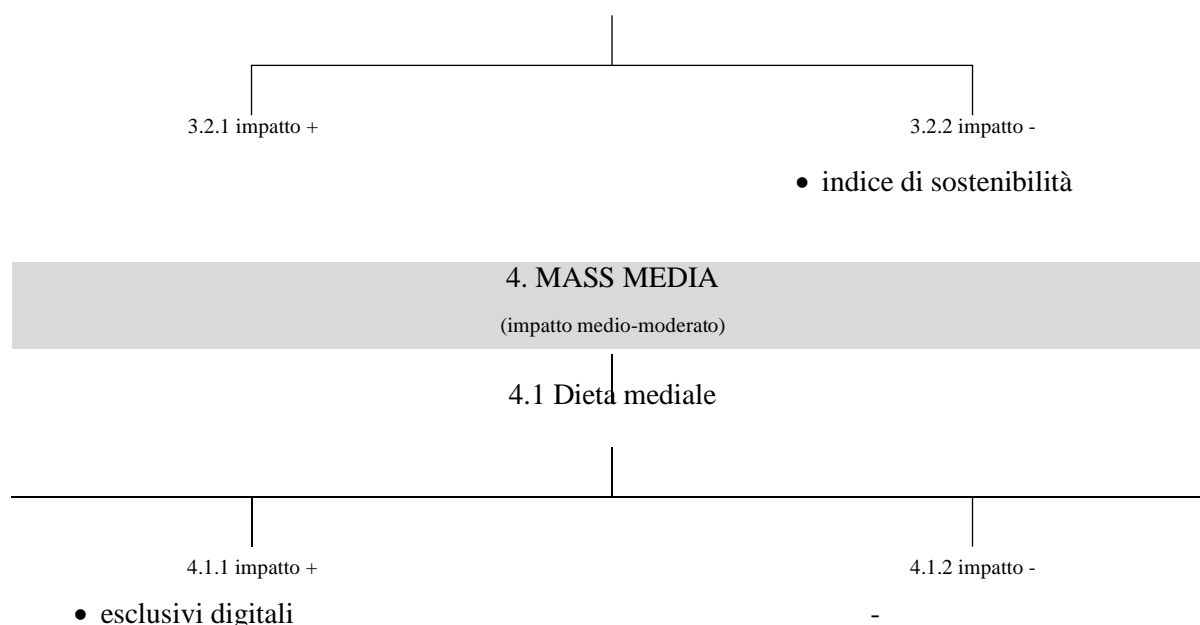 3.2.1 impatto +
3.2.2 impatto -
• indice di sostenibilità
4. MASS MEDIA
(impatto medio-moderato)
4.1 Dieta mediale
4.1.1 impatto +
4.1.2 impatto -
• esclusivi digitali
-